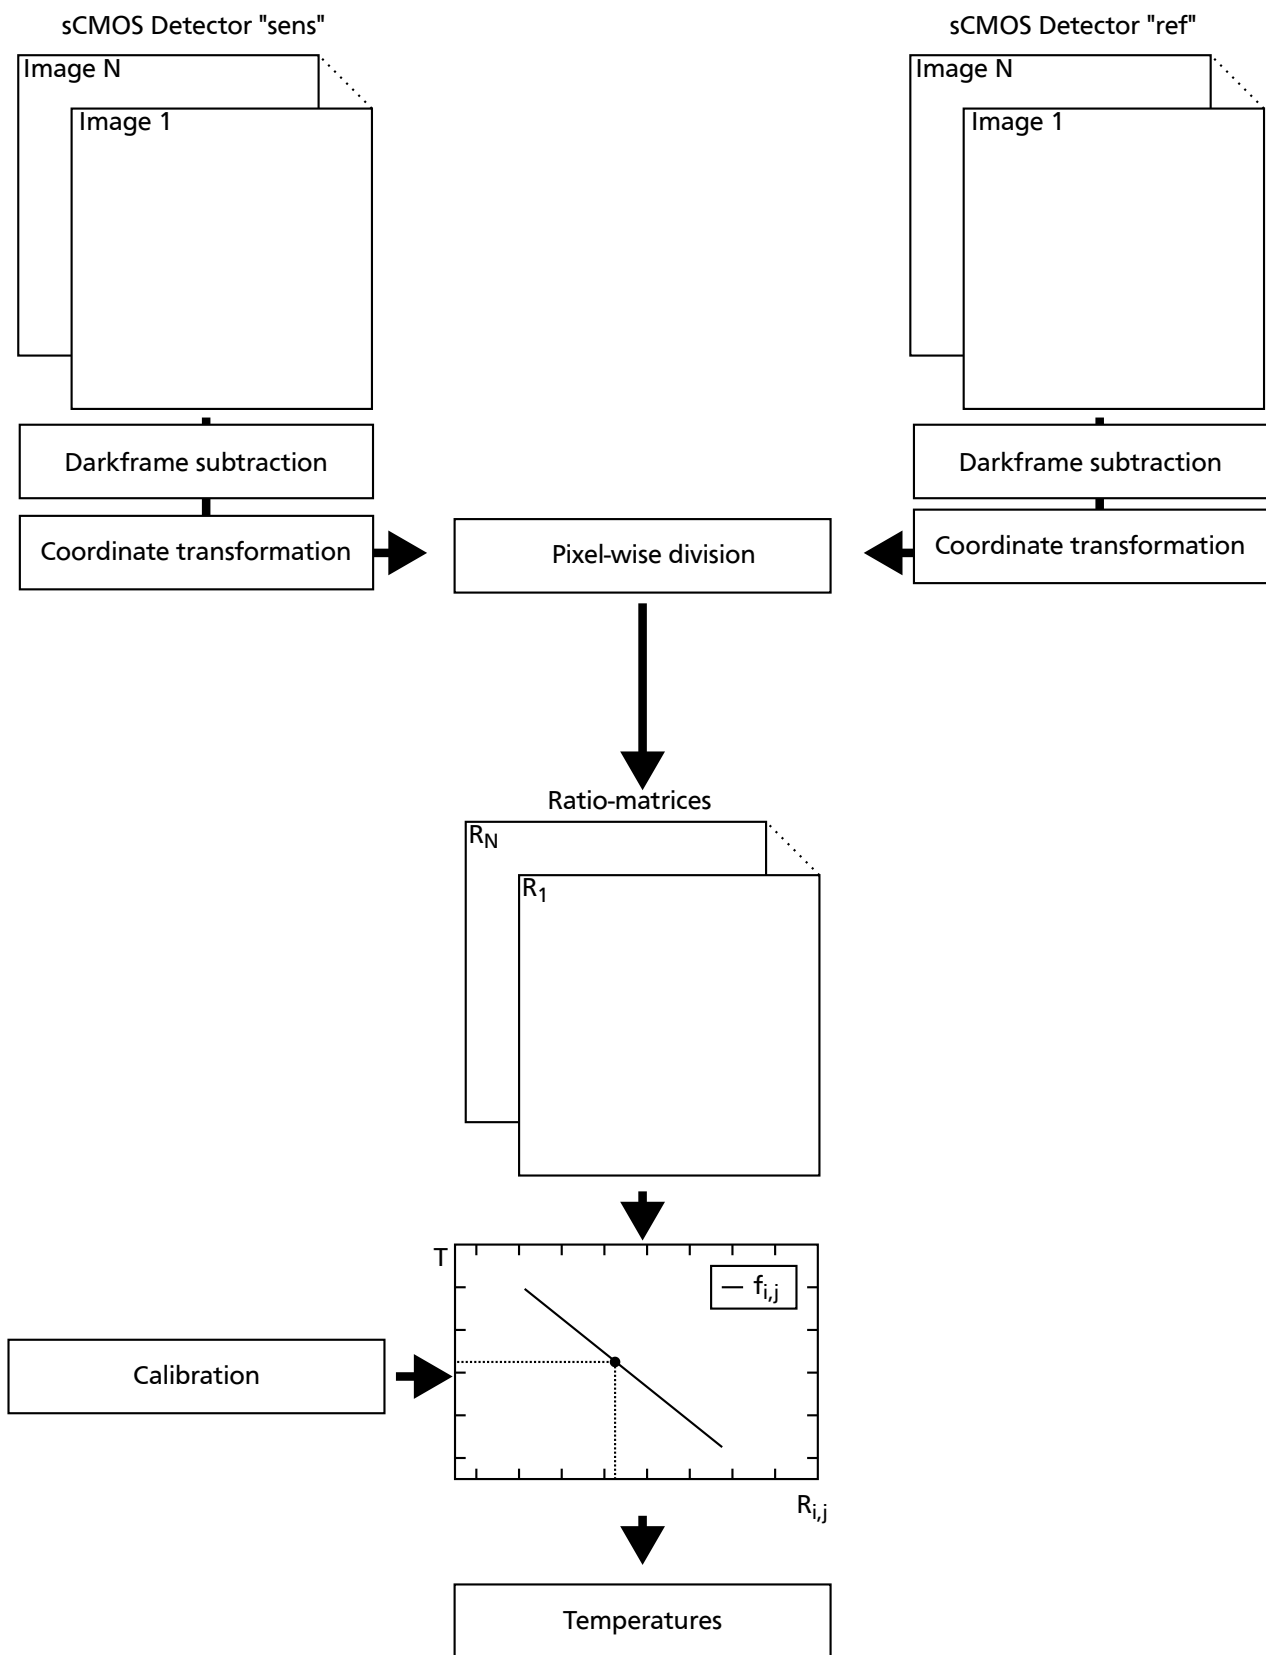 sCMOS Detector "sens"
sCMOS Detector "ref"
Image N
Image 1
Image N
Image 1
Darkframe subtraction
Darkframe subtraction
Coordinate transformation
Pixel-wise division
Coordinate transformation
Ratio-matrices
RN
R1
T
fi,j
Calibration
Ri,j
Temperatures